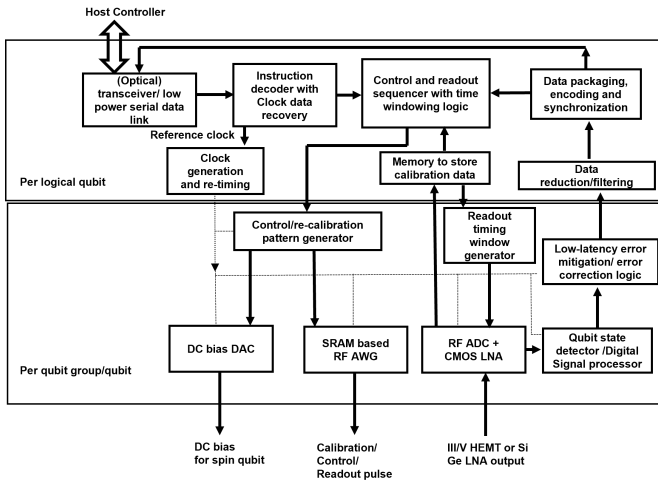 Host Controller
(Optical)
transceiver/ low
power serial data
link
Instruction
decoder with
Clock data
recovery
Control and readout
sequencer with time
windowing logic
Data packaging,
encoding and
synchronization
Reference clock
Clock
generation
and re-timing
Memory to store
calibration data
Data
reduction/filtering
Per logical qubit
Control/re-calibration
pattern generator
Readout
timing
window
generator
Low-latency error
mitigation/ error
correction logic
DC bias DAC
SRAM based
RF AWG
RF ADC +
CMOS LNA
Qubit state
detector /Digital
Signal processor
Per qubit group/qubit
DC bias
for spin qubit
Calibration/
Control/
Readout pulse
III/V HEMT or Si
Ge LNA output